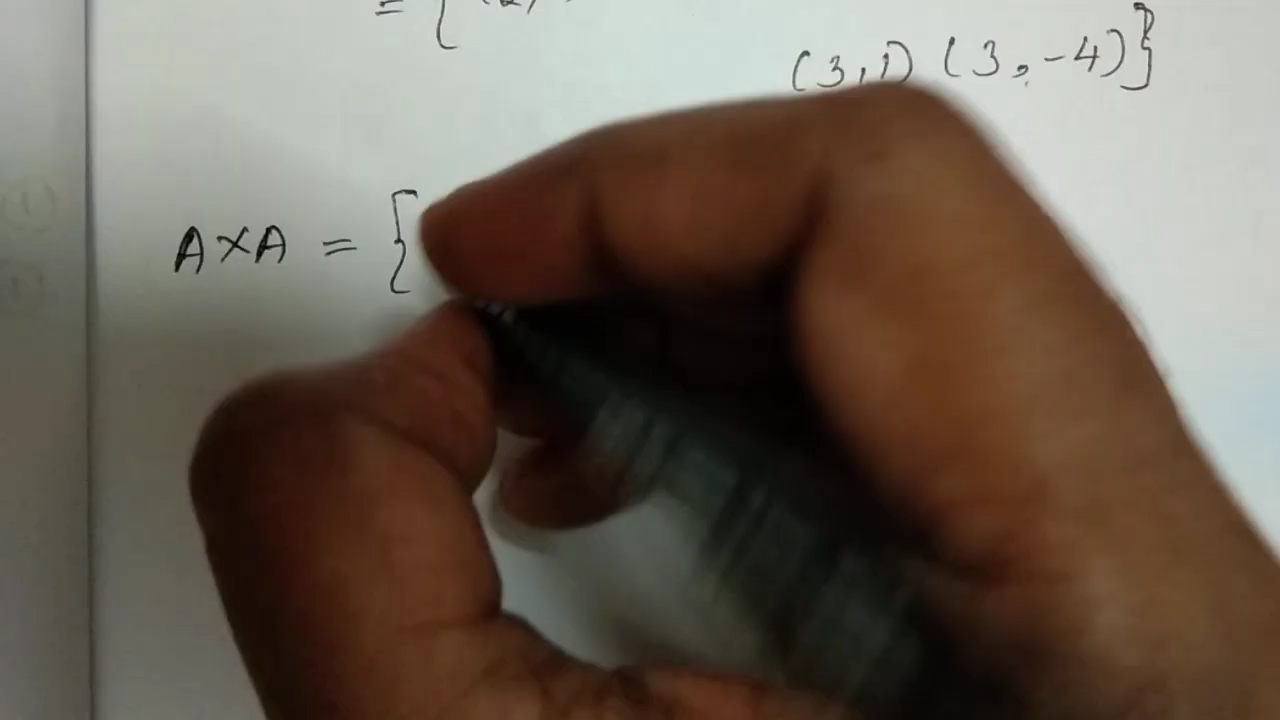 = {
(3,1) (3,-4)}
A×A = {